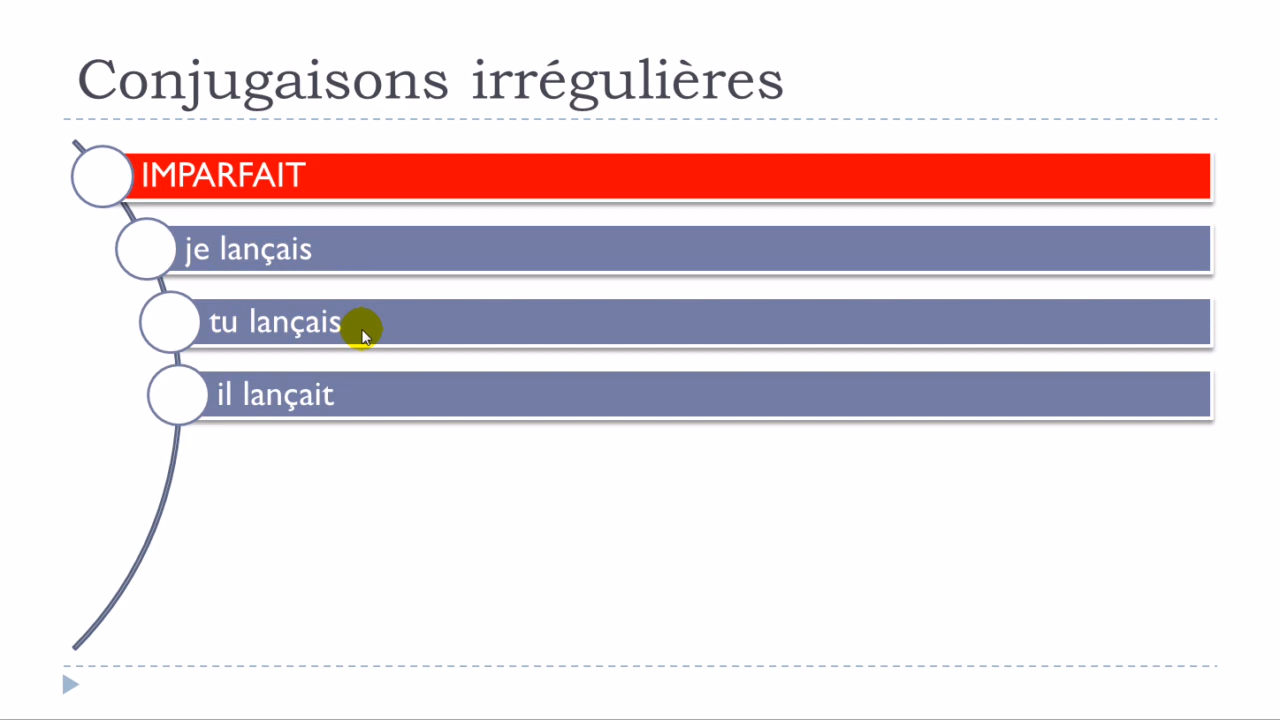 Conjugaisons irrégulières
IMPARFAIT
je lançais
tu lançais
il lançait